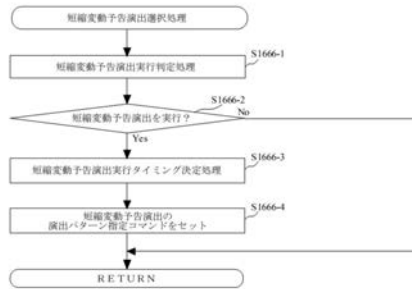 短縮変動予告演出選択処理
S1666-1
短縮変動予告演出実行判定処理
S1666-2
短縮変動予告演出を実行？
No
Yes
S1666-3
短縮変動予告演出実行タイミング決定処理
S1666-4
短縮変動予告演出の
演出パターン指定コマンドをセット
RETURN